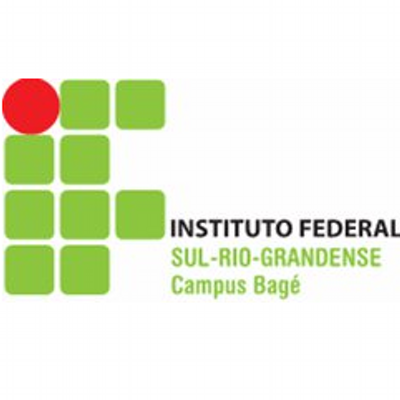 INSTITUTO FEDERAL
SUL-RIO-GRANDENSE
Campus Bagé